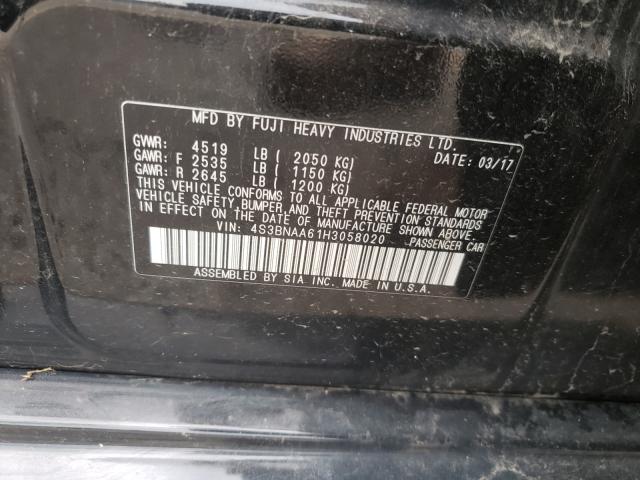 MFD BY FUJI HEAVY INDUSTRIES LTD.
GVWR: 4519 LB ( 2050 KG) DATE: 03/17
GAWR: F 2535 LB ( 1150 KG)
GAWR: R 2645 LB ( 1200 KG)
THIS VEHICLE CONFORMS TO ALL APPLICABLE FEDERAL MOTOR
VEHICLE SAFETY, BUMPER, AND THEFT PREVENTION STANDARDS
IN EFFECT ON THE DATE OF MANUFACTURE SHOWN ABOVE.
VIN: 4S3BNAA61H3058020 PASSENGER CAR
ASSEMBLED BY SIA INC. MADE IN U.S.A.